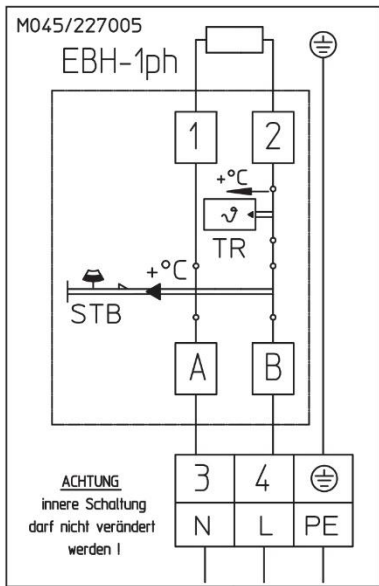 M045/227005
EBH-1ph
1 2
+°C
ϑ
TR
+°C
STB
A B
3 4
N L PE
ACHTUNG
innere Schaltung
darf nicht verändert
werden !